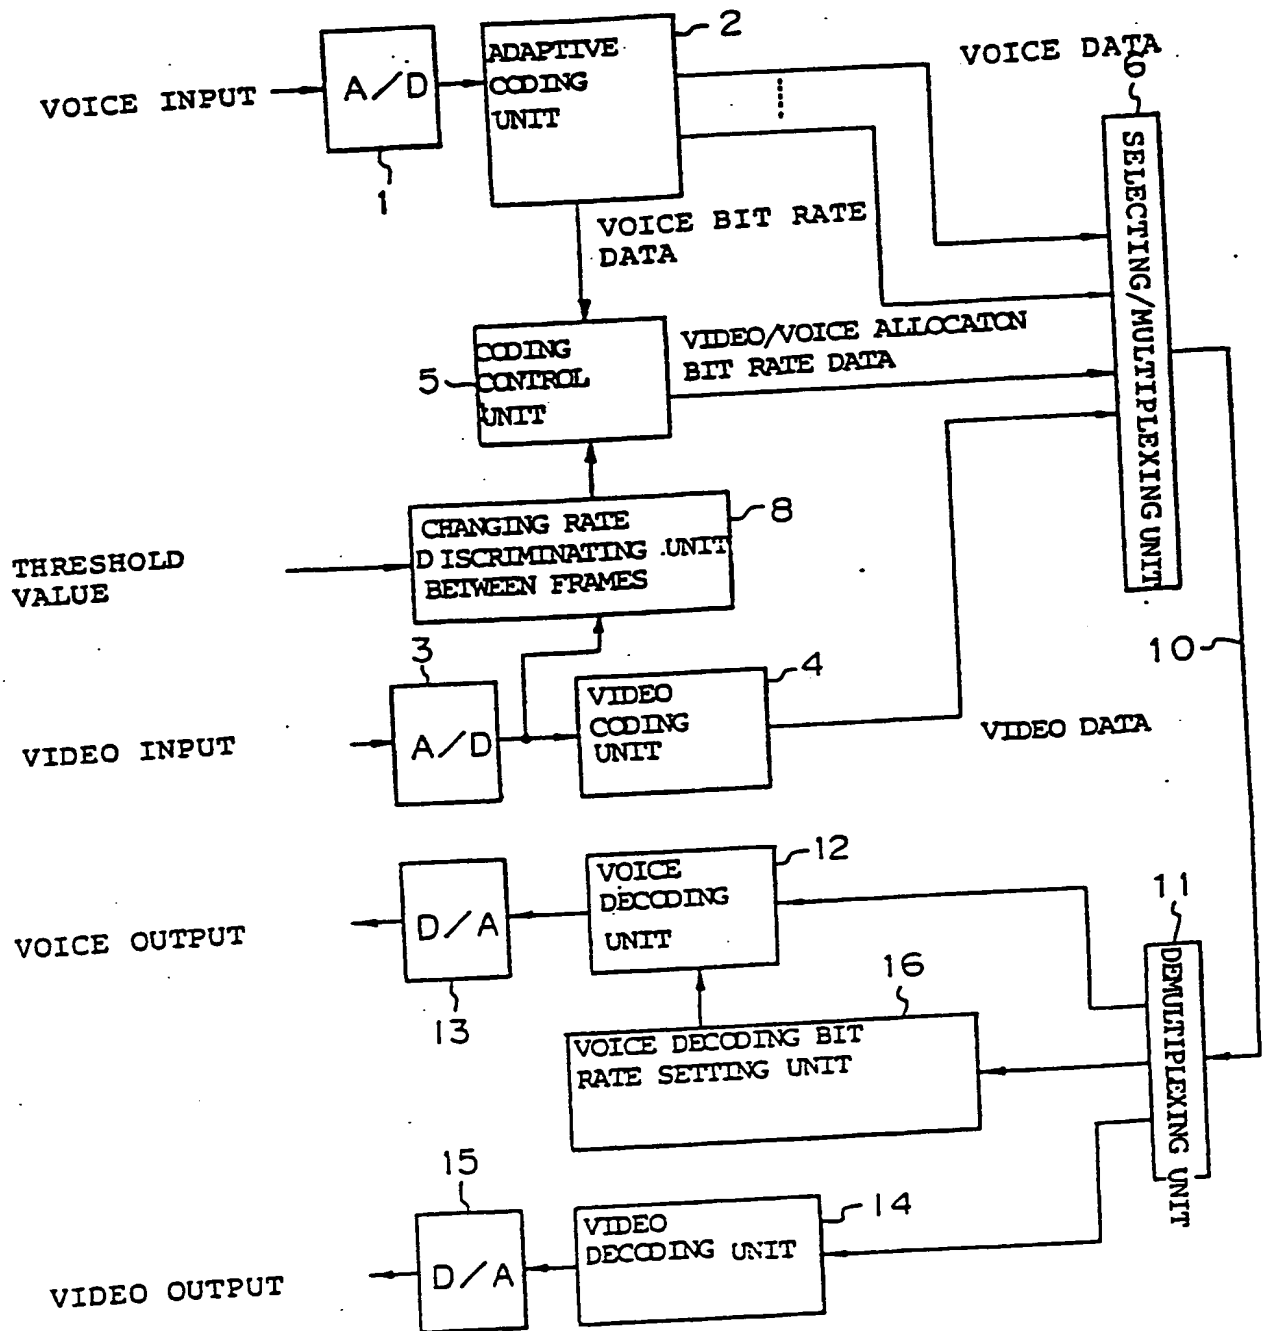 2
VOICE DATA
6
VOICE INPUT
A/D
ADAPTIVE
CODING
UNIT
1
SELECTING/MULTIPLEXING UNIT
VOICE BIT RATE
DATA
5
CODING
CONTROL
UNIT
VIDEO/VOICE ALLOCATON
BIT RATE DATA
8
THRESHOLD
VALUE
CHANGING RATE
DISCRIMINATING UNIT
BETWEEN FRAMES
10
3
4
VIDEO INPUT
A/D
VIDEO
CODING
UNIT
VIDEO DATA
12
11
VOICE OUTPUT
D/A
VOICE
DECODING
UNIT
13
16
VOICE DECODING BIT
RATE SETTING UNIT
DEMULTIPLEXING UNIT
15
14
VIDEO OUTPUT
D/A
VIDEO
DECODING UNIT